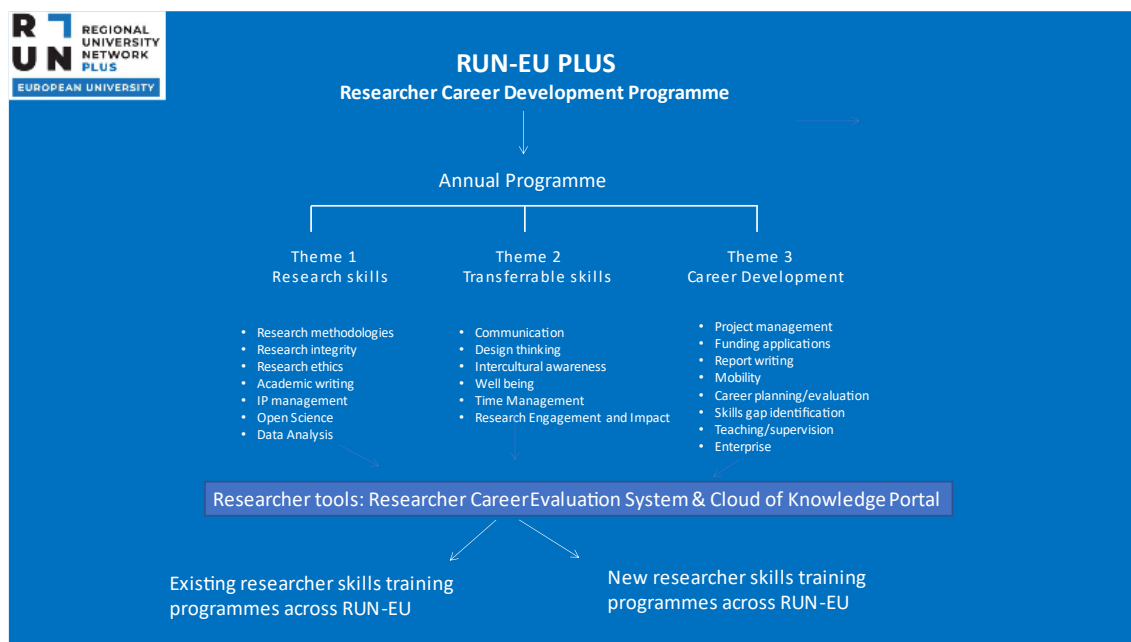 R
UN
REGIONAL
UNIVERSITY
NETWORK
PLUS
EUROPEAN UNIVERSITY
RUN-EU PLUS
Researcher Career Development Programme
Annual Programme
Theme 1
Research skills
• Research methodologies
• Research integrity
• Research ethics
• Academic writing
• IP management
• Open Science
• Data Analysis
Theme 2
Transferrable skills
• Communication
• Design thinking
• Intercultural awareness
• Well being
• Time Management
• Research Engagement and Impact
Theme 3
Career Development
• Project management
• Funding applications
• Report writing
• Mobility
• Career planning/evaluation
• Skills gap identification
• Teaching/supervision
• Enterprise
Researcher tools: Researcher Career Evaluation System & Cloud of Knowledge Portal
Existing researcher skills training
programmes across RUN-EU
New researcher skills training
programmes across RUN-EU